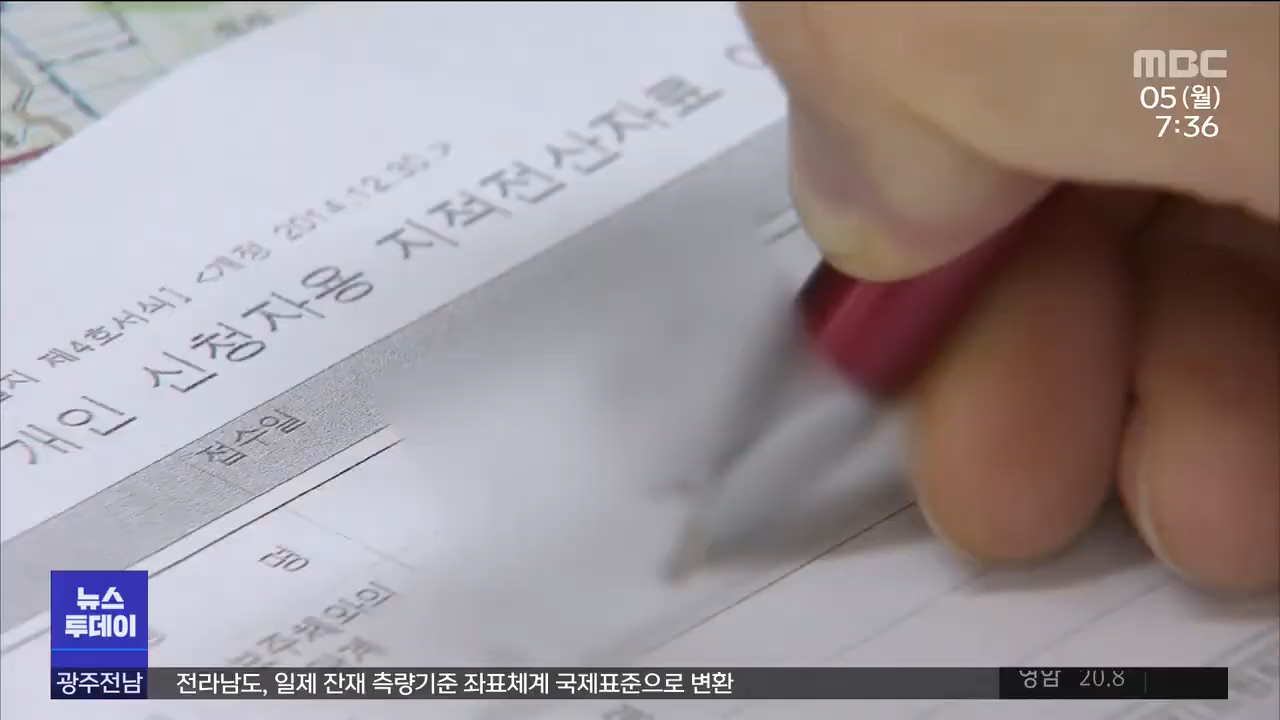 MBC
05(월)
7:36
제4호서식] <개정 2014.12.30>
개인 신청자용 지적전산자료
접수일
명
뉴스
투데이
광주전남
전라남도, 일제 잔재 측량기준 좌표체계 국제표준으로 변환
영암 20.8